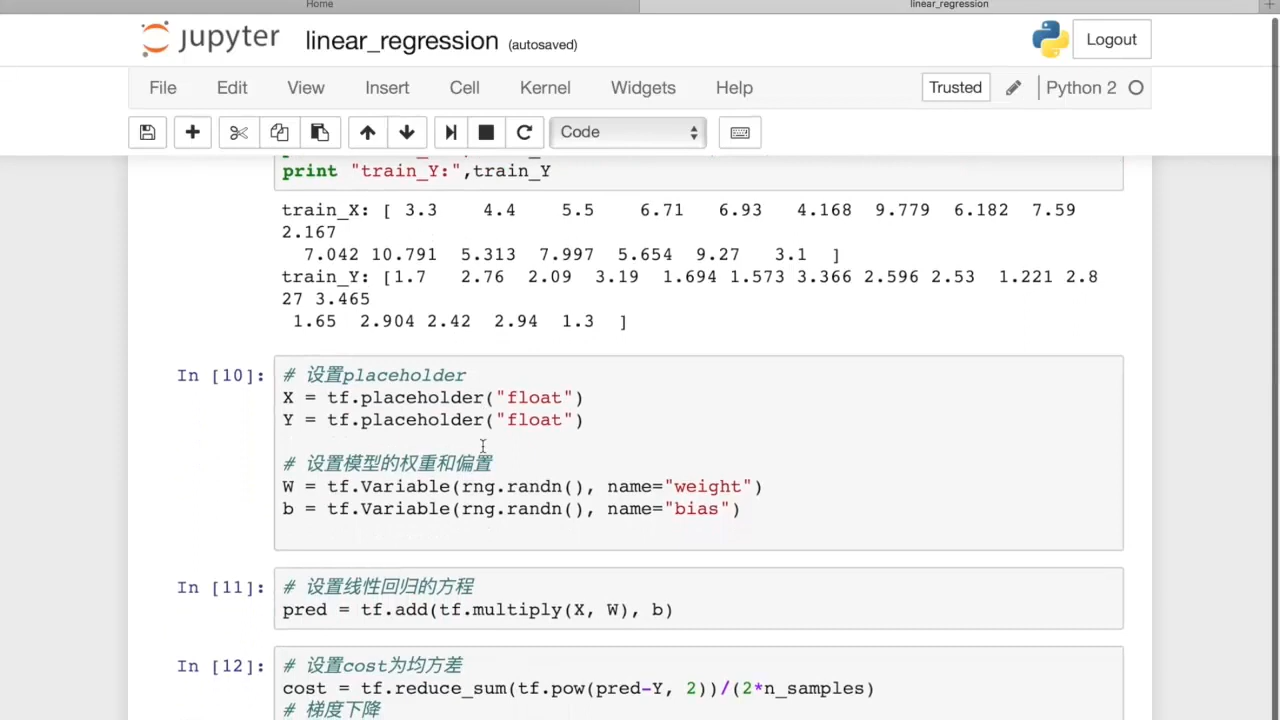 Home
linear_regression
jupyter
linear_regression (autosaved)
Logout
File Edit View Insert Cell Kernel Widgets Help
Trusted
Python 2
Code
print "train_Y:",train_Y
train_X: [ 3.3 4.4 5.5 6.71 6.93 4.168 9.779 6.182 7.59
2.167
7.042 10.791 5.313 7.997 5.654 9.27 3.1 ]
train_Y: [1.7 2.76 2.09 3.19 1.694 1.573 3.366 2.596 2.53 1.221 2.8
27 3.465
1.65 2.904 2.42 2.94 1.3 ]
In [10]:
# 设置placeholder
X = tf.placeholder("float")
Y = tf.placeholder("float")
# 设置模型的权重和偏置
W = tf.Variable(rng.randn(), name="weight")
b = tf.Variable(rng.randn(), name="bias")
In [11]:
# 设置线性回归的方程
pred = tf.add(tf.multiply(X, W), b)
In [12]:
# 设置cost为均方差
cost = tf.reduce_sum(tf.pow(pred-Y, 2))/(2*n_samples)
# 梯度下降